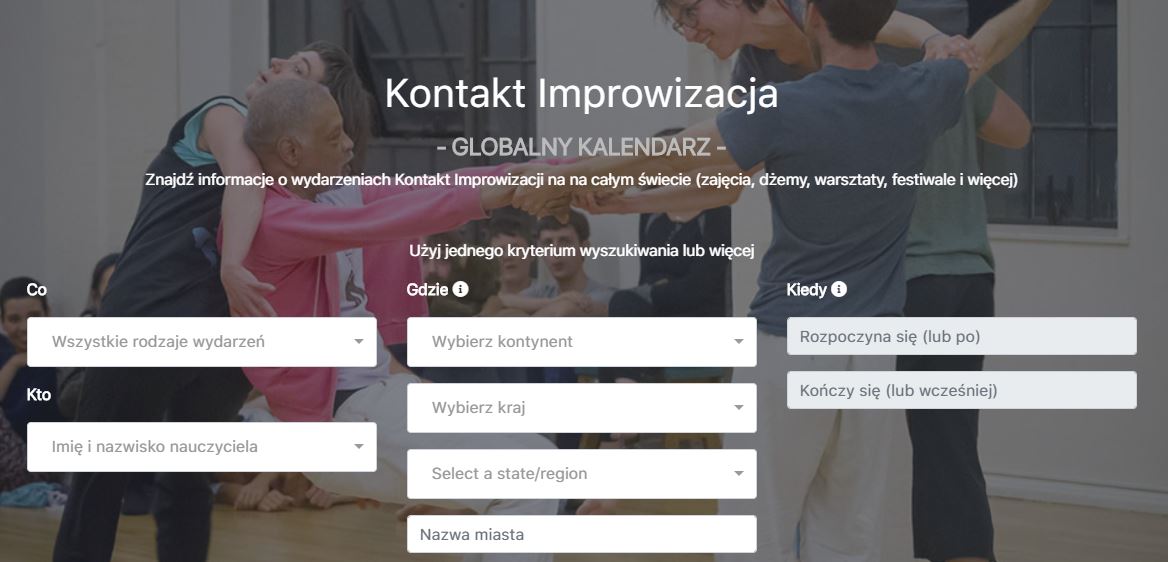 Kontakt Improwizacja
- GLOBALNY KALENDARZ -
Znajdź informacje o wydarzeniach Kontakt Improwizacji na na całym świecie (zajęcia, dżemy, warsztaty, festiwale i więcej)
Użyj jednego kryterium wyszukiwania lub więcej
Co
Wszystkie rodzaje wydarzeń
Kto
Imię i nazwisko nauczyciela
Gdzie
Wybierz kontynent
Wybierz kraj
Select a state/region
Nazwa miasta
Kiedy
Rozpoczyna się (lub po)
Kończy się (lub wcześniej)